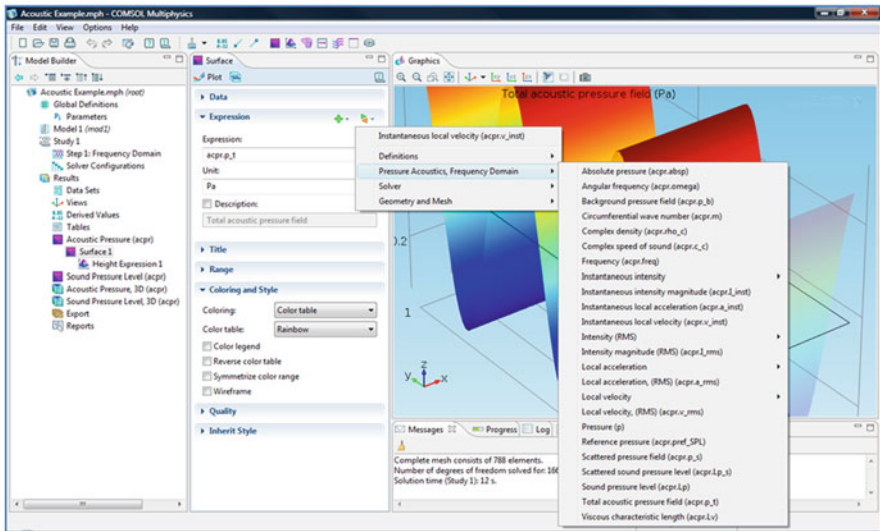 Acoustic Example.mph - COMSOL Multiphysics
File Edit View Options Help
Model Builder
Acoustic Example.mph (root)
Global Definitions
Parameters
Model 1 (mod1)
Study 1
Step 1: Frequency Domain
Solver Configurations
Results
Data Sets
Views
Derived Values
Tables
Acoustic Pressure (acpr)
Surface 1
Height Expression 1
Sound Pressure Level (acpr)
Acoustic Pressure, 3D (acpr)
Sound Pressure Level, 3D (acpr)
Export
Reports
Surface
Plot
Data
Expression
Expression:
acpr.p_t
Unit:
Pa
Description:
Total acoustic pressure field
Title
Range
Coloring and Style
Coloring: Color table
Color table: Rainbow
Color legend
Reverse color table
Symmetrize color range
Wireframe
Quality
Inherit Style
Graphics
Total acoustic pressure field (Pa)
0.2
1
z
y
x
Instantaneous local velocity (acpr.v_inst)
Definitions
Pressure Acoustics, Frequency Domain
Solver
Geometry and Mesh
Absolute pressure (acpr.absp)
Angular frequency (acpr.omega)
Background pressure field (acpr.p_b)
Circumferential wave number (acpr.m)
Complex density (acpr.rho_c)
Complex speed of sound (acpr.c_c)
Frequency (acpr.freq)
Instantaneous intensity
Instantaneous intensity magnitude (acpr.I_inst)
Instantaneous local acceleration (acpr.a_inst)
Instantaneous local velocity (acpr.v_inst)
Intensity (RMS)
Intensity magnitude (RMS) (acpr.I_rms)
Local acceleration
Local acceleration, (RMS) (acpr.a_rms)
Local velocity
Local velocity, (RMS) (acpr.v_rms)
Pressure (p)
Reference pressure (acpr.pref_SPL)
Scattered pressure field (acpr.p_s)
Scattered sound pressure level (acpr.Lp_s)
Sound pressure level (acpr.Lp)
Total acoustic pressure field (acpr.p_t)
Viscous characteristic length (acpr.Lv)
Messages Progress Log
Complete mesh consists of 788 elements.
Number of degrees of freedom solved for: 166
Solution time (Study 1): 12 s.